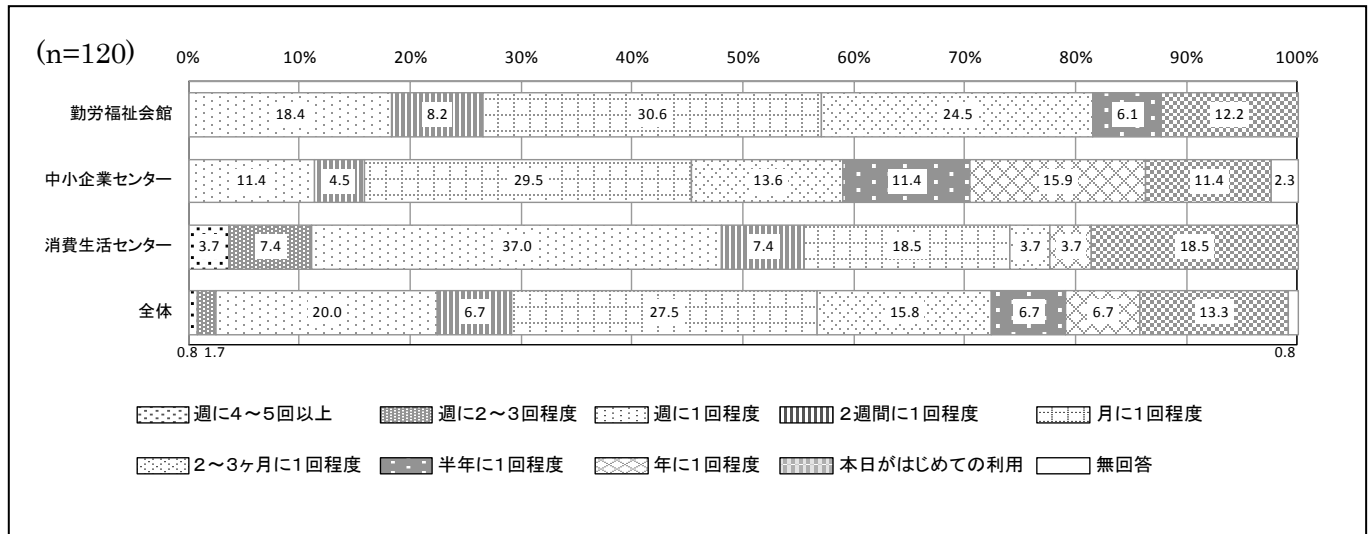 (n=120)
0% 10% 20% 30% 40% 50% 60% 70% 80% 90% 100%
勤労福祉会館 18.4 8.2 30.6 24.5 6.1 12.2
中小企業センター 11.4 4.5 29.5 13.6 11.4 15.9 11.4 2.3
消費生活センター 3.7 7.4 37.0 7.4 18.5 3.7 3.7 18.5
全体 20.0 6.7 27.5 15.8 6.7 6.7 13.3
0.8 1.7 0.8
週に4～5回以上 週に2～3回程度 週に1回程度 2週間に1回程度 月に1回程度
2～3ヶ月に1回程度 半年に1回程度 年に1回程度 本日がはじめての利用 無回答